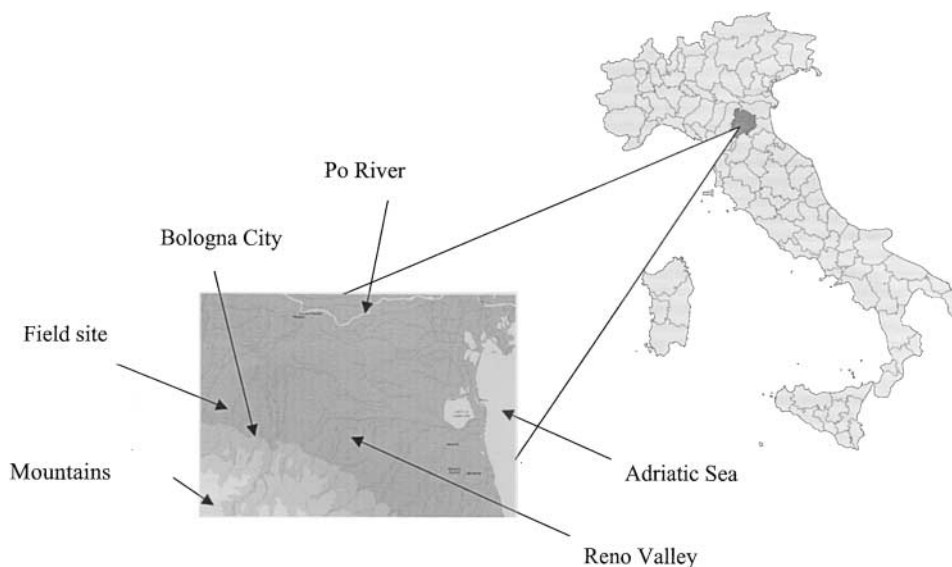 Po River
Bologna City
Field site
Mountains
Adriatic Sea
Reno Valley